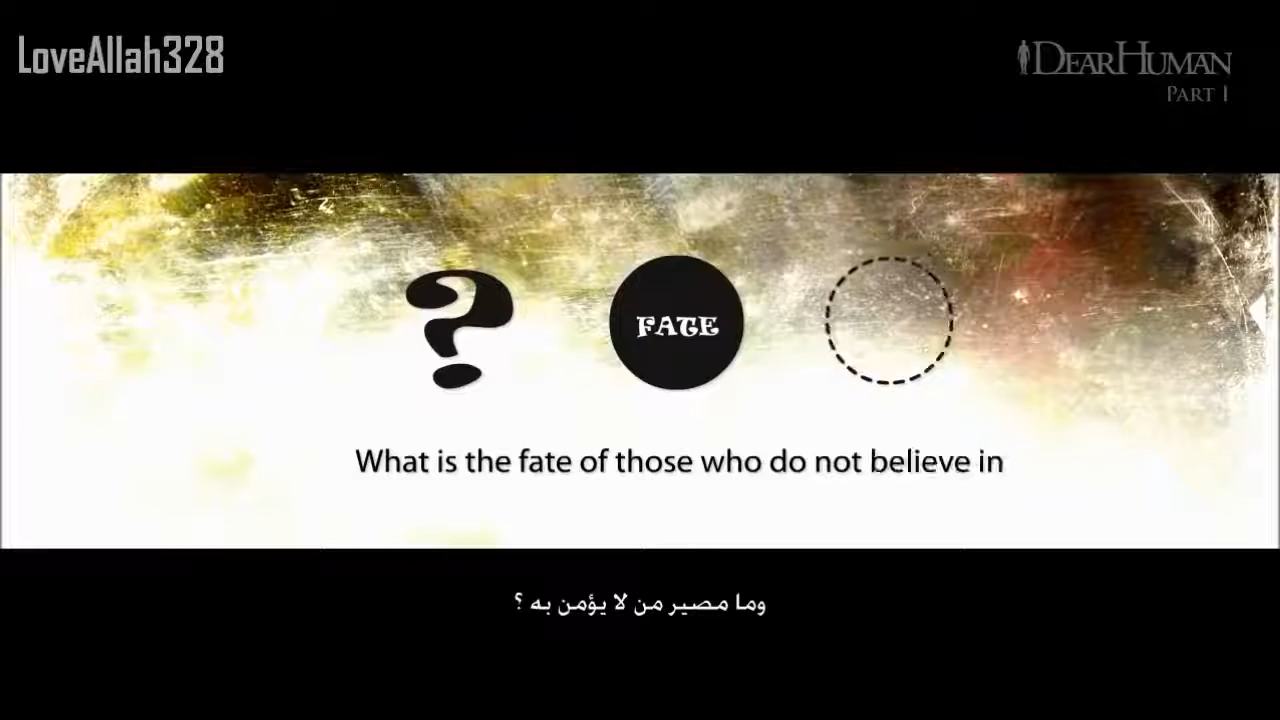 LoveAllah328
DEARHUMAN
PART 1
?
FATE
What is the fate of those who do not believe in
وما مصير من لا يؤمن به ؟